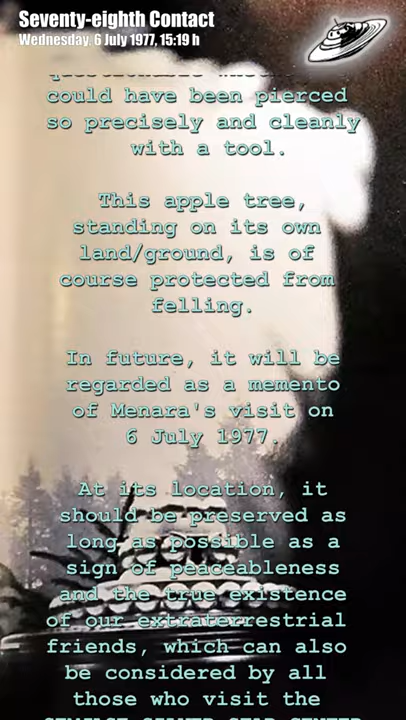 Seventy-eighth Contact
Wednesday, 6 July 1977, 15:19 h
could have been pierced
so precisely and cleanly
with a tool.
This apple tree,
standing on its own
land/ground, is of
course protected from
felling.
In future, it will be
regarded as a memento
of Menara's visit on
6 July 1977.
At its location, it
should be preserved as
long as possible as a
sign of peaceableness
and the true existence
of our extraterrestrial
friends, which can also
be considered by all
those who visit the